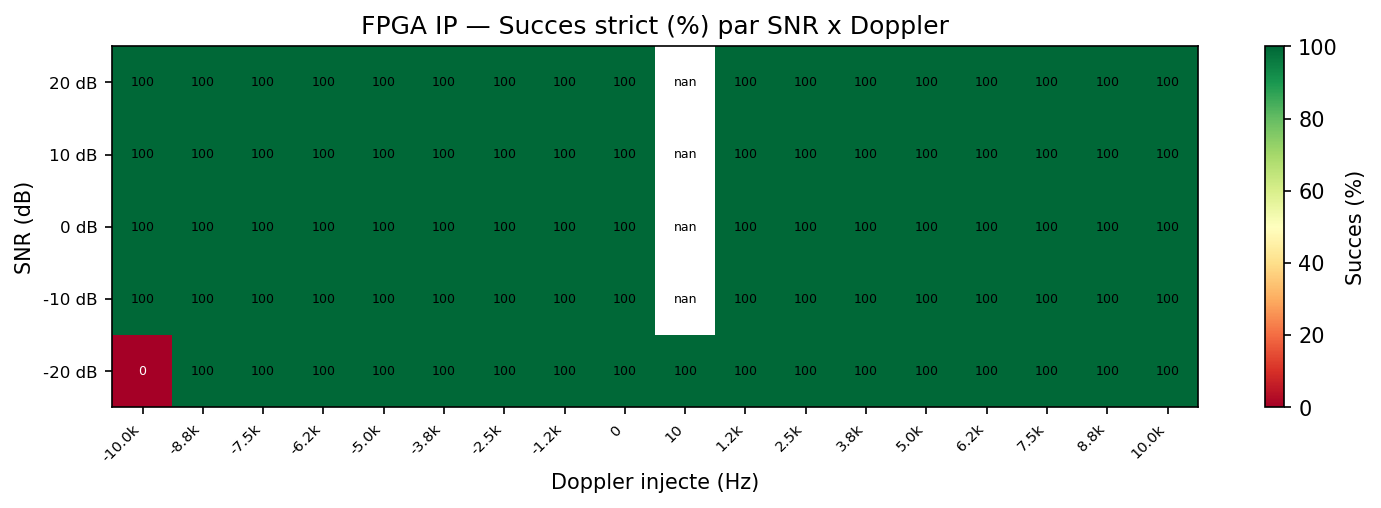 FPGA IP — Succes strict (%) par SNR x Doppler
20 dB 100 100 100 100 100 100 100 100 100 nan 100 100 100 100 100 100 100 100
10 dB 100 100 100 100 100 100 100 100 100 nan 100 100 100 100 100 100 100 100
0 dB 100 100 100 100 100 100 100 100 100 nan 100 100 100 100 100 100 100 100
-10 dB 100 100 100 100 100 100 100 100 100 nan 100 100 100 100 100 100 100 100
-20 dB 0 100 100 100 100 100 100 100 100 100 100 100 100 100 100 100 100 100
-10.0k -8.8k -7.5k -6.2k -5.0k -3.8k -2.5k -1.2k 0 10 1.2k 2.5k 3.8k 5.0k 6.2k 7.5k 8.8k 10.0k
Doppler injecte (Hz)
SNR (dB)
100
80
60
40
20
0
Succes (%)